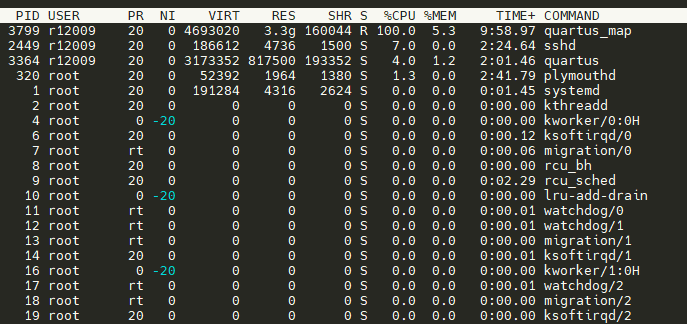 PID USER PR NI VIRT RES SHR S %CPU %MEM TIME+ COMMAND
3799 r12009 20 0 4693020 3.3g 160044 R 100.0 5.3 9:58.97 quartus_map
2449 r12009 20 0 186612 4736 1500 S 7.0 0.0 2:24.64 sshd
3364 r12009 20 0 3173352 817500 193352 S 4.0 1.2 2:01.46 quartus
320 root 20 0 52392 1964 1380 S 1.3 0.0 2:41.79 plymouthd
1 root 20 0 191284 4316 2624 S 0.0 0.0 0:01.45 systemd
2 root 20 0 0 0 0 S 0.0 0.0 0:00.00 kthreadd
4 root 0 -20 0 0 0 S 0.0 0.0 0:00.00 kworker/0:0H
6 root 20 0 0 0 0 S 0.0 0.0 0:00.12 ksoftirqd/0
7 root rt 0 0 0 0 S 0.0 0.0 0:00.06 migration/0
8 root 20 0 0 0 0 S 0.0 0.0 0:00.00 rcu_bh
9 root 20 0 0 0 0 S 0.0 0.0 0:02.29 rcu_sched
10 root 0 -20 0 0 0 S 0.0 0.0 0:00.00 lru-add-drain
11 root rt 0 0 0 0 S 0.0 0.0 0:00.01 watchdog/0
12 root rt 0 0 0 0 S 0.0 0.0 0:00.01 watchdog/1
13 root rt 0 0 0 0 S 0.0 0.0 0:00.00 migration/1
14 root 20 0 0 0 0 S 0.0 0.0 0:00.01 ksoftirqd/1
16 root 0 -20 0 0 0 S 0.0 0.0 0:00.00 kworker/1:0H
17 root rt 0 0 0 0 S 0.0 0.0 0:00.01 watchdog/2
18 root rt 0 0 0 0 S 0.0 0.0 0:00.00 migration/2
19 root 20 0 0 0 0 S 0.0 0.0 0:00.00 ksoftirqd/2